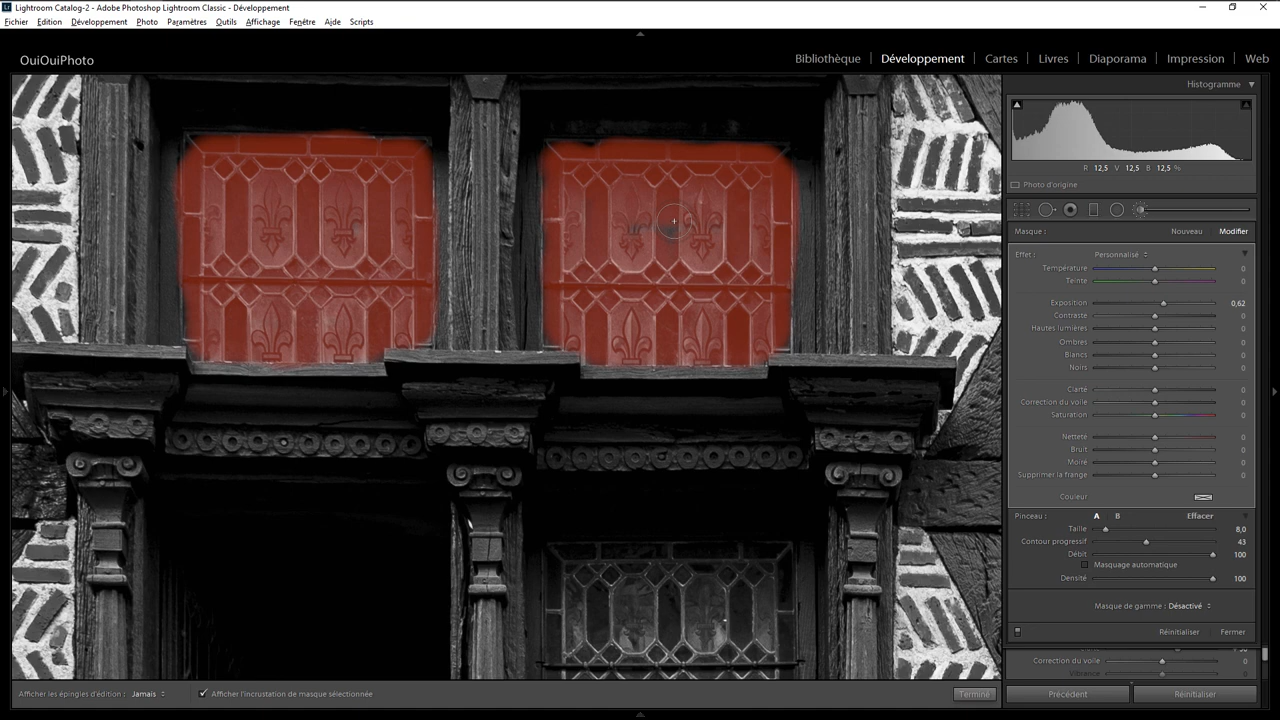 Lightroom Catalog-2 - Adobe Photoshop Lightroom Classic - Développement
Fichier Edition Développement Photo Paramètres Outils Affichage Fenêtre Aide Scripts
OuiOuiPhoto
Bibliothèque Développement Cartes Livres Diaporama Impression Web
Histogramme
R 12,5 V 12,5 B 12,5 %
Photo d'origine
Masque : Nouveau Modifier
Effet : Personnalisé
Température 0
Teinte 0
Exposition 0,62
Contraste 0
Hautes lumières 0
Ombres 0
Blancs 0
Noirs 0
Clarté 0
Correction du voile 0
Saturation 0
Netteté 0
Bruit 0
Moiré 0
Supprimer la frange 0
Couleur
Pinceau : A B Effacer
Taille 8,0
Contour progressif 43
Débit 100
Masquage automatique
Densité 100
Masque de gamme : Désactivé
Réinitialiser Fermer
Correction du voile 0
Vibrance
Afficher les épingles d'édition : Jamais Afficher l'incrustation de masque sélectionnée Terminé
Précédent Réinitialiser